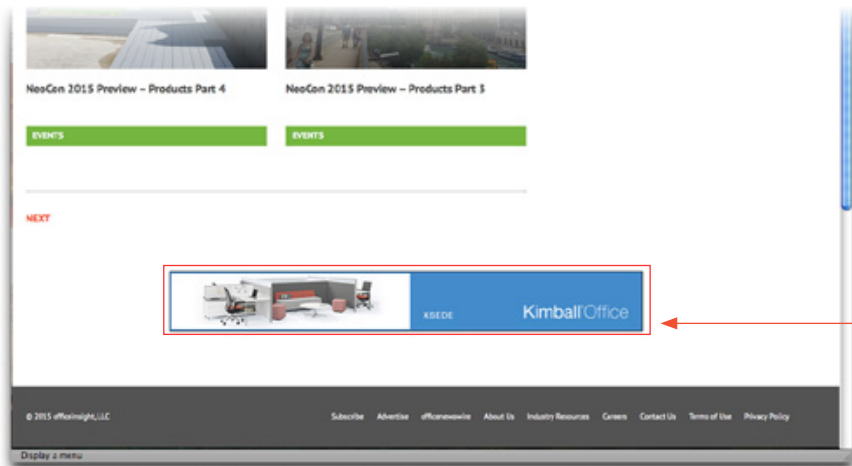 NeoCon 2015 Preview – Products Part 4
NeoCon 2015 Preview – Products Part 3
EVENTS
EVENTS
NEXT
XSEDE
Kimball Office
© 2015 officeinsight, LLC
Subscribe Advertise officenewswire About Us Industry Resources Careers Contact Us Terms of Use Privacy Policy
Display a menu